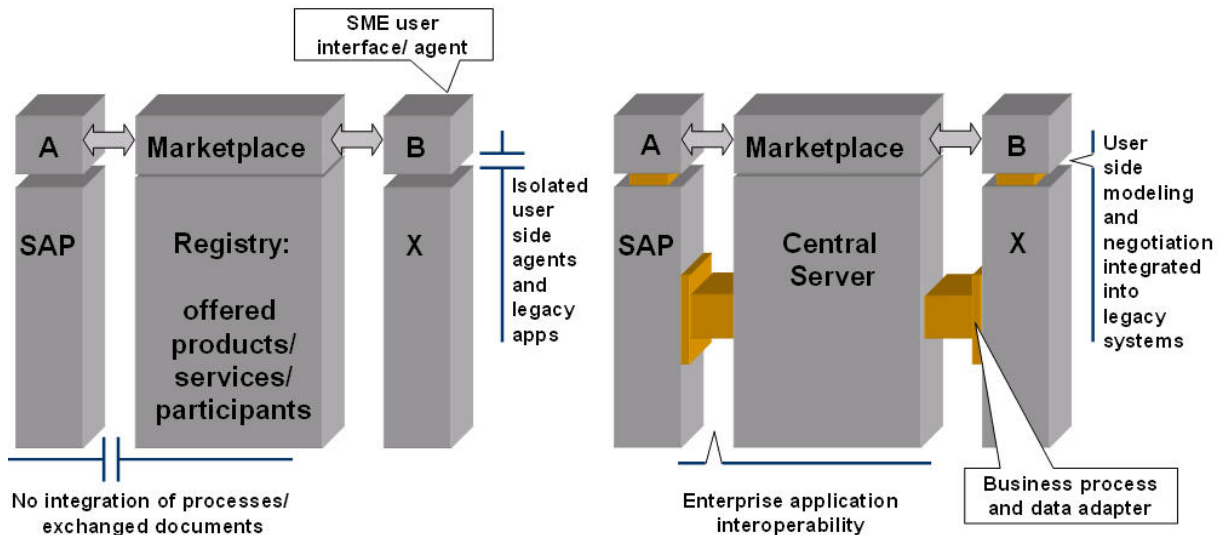 SME user
interface/ agent
A
Marketplace
B
SAP
Registry:
offered
products/
services/
participants
X
Isolated
user
side
agents
and
legacy
apps
No integration of processes/
exchanged documents
A
Marketplace
B
SAP
Central
Server
X
User
side
modeling
and
negotiation
integrated
into
legacy
systems
Enterprise application
interoperability
Business process
and data adapter